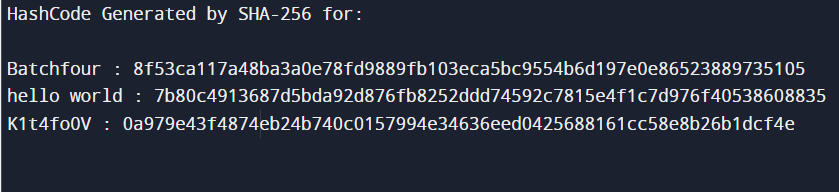 HashCode Generated by SHA-256 for:
Batchfour : 8f53ca117a48ba3a0e78fd9889fb103eca5bc9554b6d197e0e86523889735105
hello world : 7b80c4913687d5bda92d876fb8252ddd74592c7815e4f1c7d976f40538608835
K1t4fo0V : 0a979e43f4874eb24b740c0157994e34636eed0425688161cc58e8b26b1dcf4e